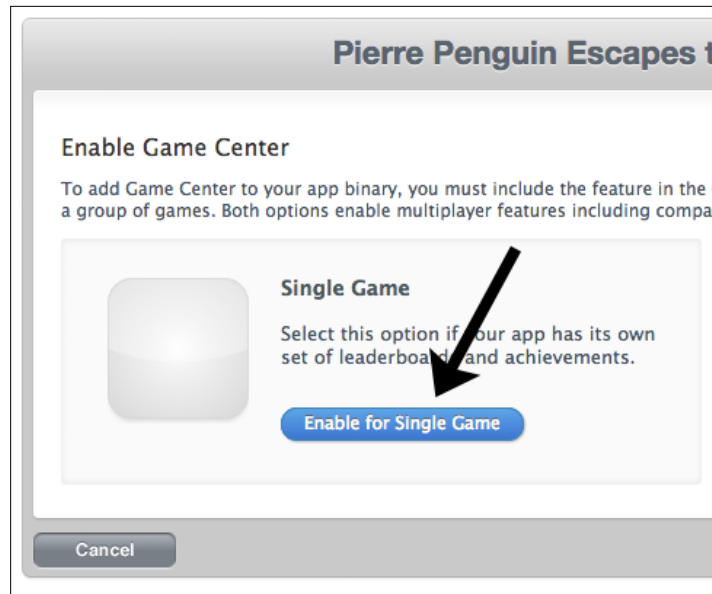 Pierre Penguin Escapes t
Enable Game Center
To add Game Center to your app binary, you must include the feature in the
a group of games. Both options enable multiplayer features including compa
Single Game
Select this option if your app has its own
set of leaderboards and achievements.
Enable for Single Game
Cancel